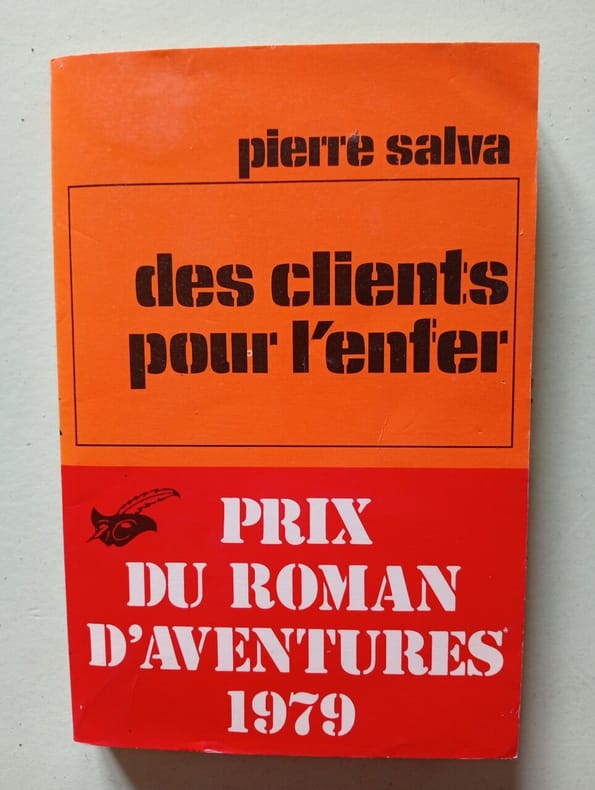 pierre salva
des clients
pour l'enfer
PRIX
DU ROMAN
D'AVENTURES
1979